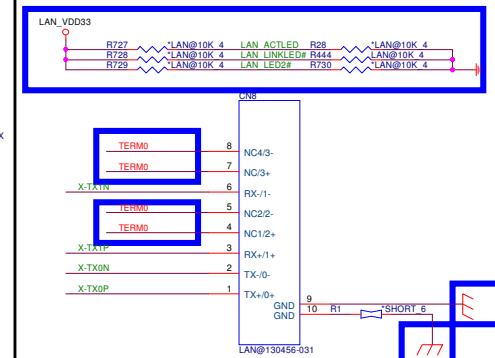 LAN_VDD33
R727 *LAN@10K_4 LAN_ACTLED R28 *LAN@10K_4
R728 *LAN@10K_4 LAN_LINKLED# R444 *LAN@10K_4
R729 *LAN@10K_4 LAN_LED2# R730 *LAN@10K_4
CN8
X
TERM0 8 NC4/3-
TERM0 7 NC/3+
X-TX1N 6 RX-/1-
TERM0 5 NC2/2-
TERM0 4 NC1/2+
X-TX1P 3 RX+/1+
X-TX0N 2 TX-/0-
X-TX0P 1 TX+/0+
GND 9
GND 10 R1 *SHORT_6
LAN@130456-031